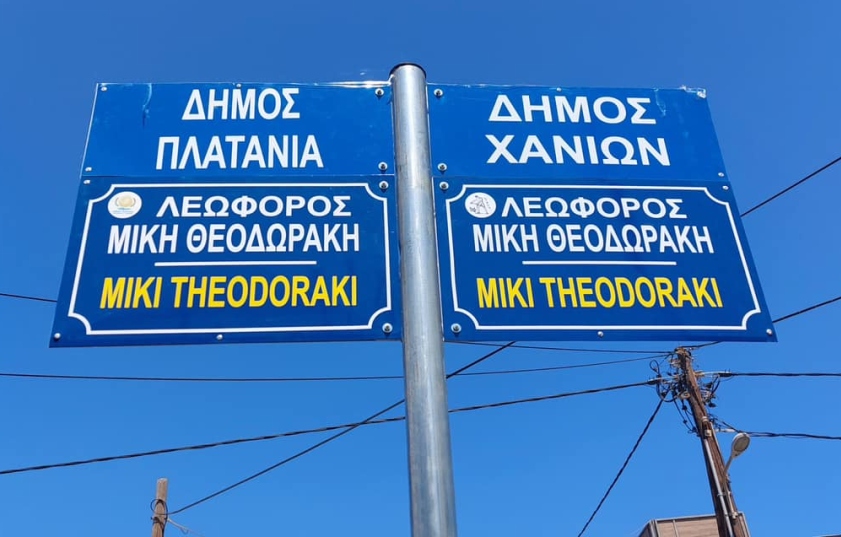 ΔΗΜΟΣ
ΠΛΑΤΑΝΙΑ
ΛΕΩΦΟΡΟΣ
ΜΙΚΗ ΘΕΟΔΩΡΑΚΗ
MIKI THEODORAKI
ΔΗΜΟΣ
ΧΑΝΙΩΝ
ΛΕΩΦΟΡΟΣ
ΜΙΚΗ ΘΕΟΔΩΡΑΚΗ
MIKI THEODORAKI